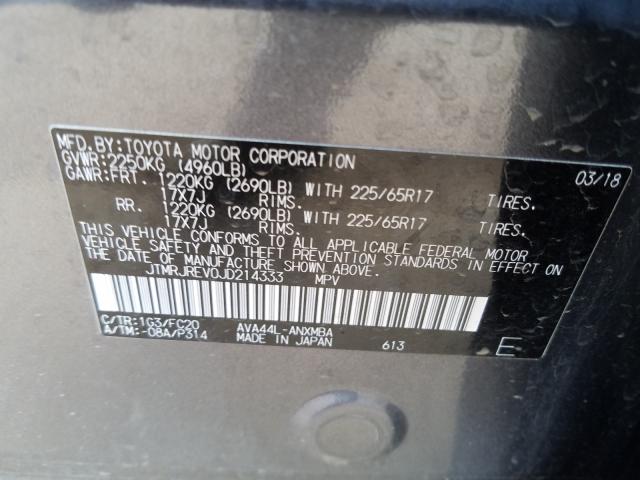 MFD.BY:TOYOTA MOTOR CORPORATION 03/18
GVWR:2250KG (4960LB)
GAWR:FRT. 1220KG (2690LB) WITH 225/65R17 TIRES.
17X7J RIMS.
RR. 1220KG (2690LB) WITH 225/65R17 TIRES.
17X7J RIMS.
THIS VEHICLE CONFORMS TO ALL APPLICABLE FEDERAL MOTOR
VEHICLE SAFETY AND THEFT PREVENTION STANDARDS IN EFFECT ON
THE DATE OF MANUFACTURE SHOWN ABOVE.
JTMRJREV0JD214333 MPV
C/TR:1G3/FC20 AVA44L-ANXMBA
A/TM:-08A/P314 MADE IN JAPAN 613 E